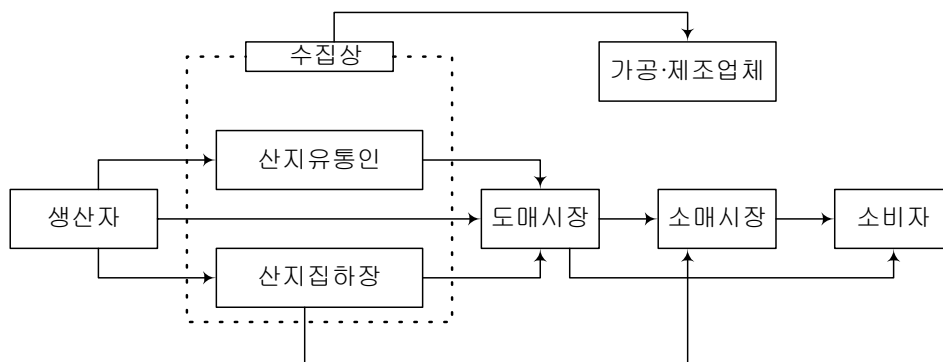 수집상
가공·제조업체
산지유통인
생산자
도매시장
소매시장
소비자
산지집하장